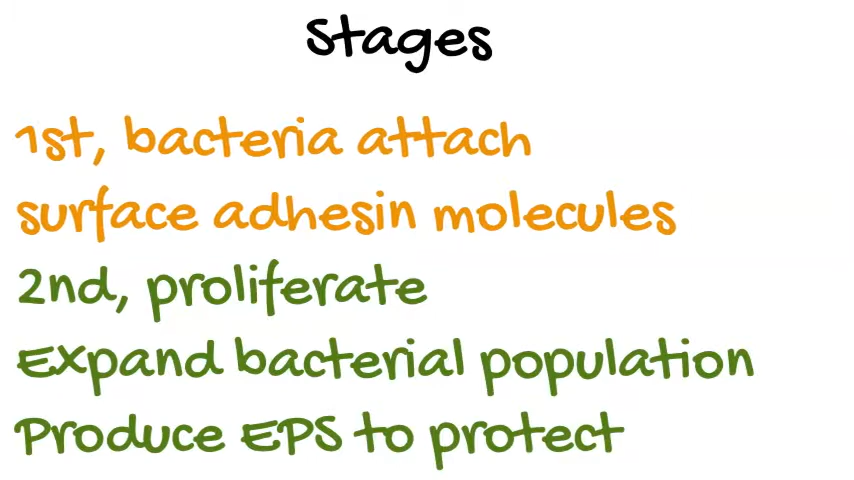 Stages
1st, bacteria attach
surface adhesin molecules
2nd, proliferate
Expand bacterial population
Produce EPS to protect